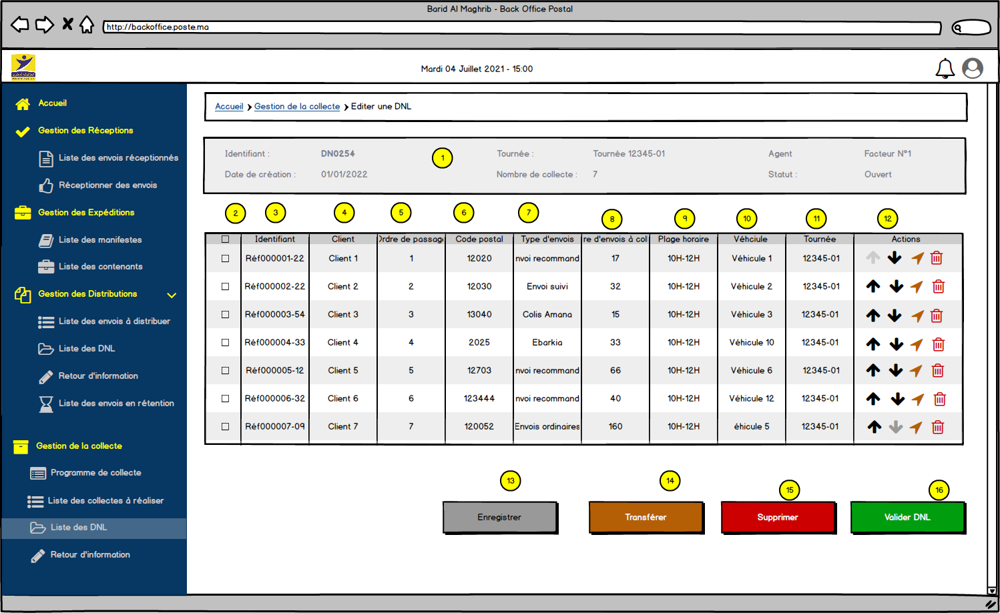 Barid Al Maghrib - Back Office Postal
http://backoffice.poste.ma
Mardi 04 Juillet 2021 - 15:00
Accueil
Gestion des Réceptions
Liste des envois réceptionnés
Réceptionner des envois
Gestion des Expéditions
Liste des manifestes
Liste des contenants
Gestion des Distributions
Liste des envois à distribuer
Liste des DNL
Retour d'information
Liste des envois en rétention
Gestion de la collecte
Programme de collecte
Liste des collectes à réaliser
Liste des DNL
Retour d'information
Accueil Gestion de la collecte Editer une DNL
Identifiant : DN0254 1 Tournée : Tournée 12345-01 Agent Facteur N°1
Date de création : 01/01/2022 Nombre de collecte : 7 Statut : Ouvert
2 3 4 5 6 7 8 9 10 11 12
Identifiant Client Ordre de passage Code postal Type d'envois re d'envois à col Plage horaire Véhciule Tournée Actions
Réf000001-22 Client 1 1 12020 nvoi recommand 17 10H-12H Véhicule 1 12345-01
Réf000002-22 Client 2 2 12030 Envoi suivi 32 10H-12H Véhicule 2 12345-01
Réf000003-54 Client 3 3 13040 Colis Amana 15 10H-12H Véhicule 3 12345-01
Réf000004-33 Client 4 4 2025 Ebarkia 33 10H-12H Véhicule 10 12345-01
Réf000005-12 Client 5 5 12703 nvoi recommand 66 10H-12H Véhicule 6 12345-01
Réf000006-32 Client 6 6 123444 nvoi recommand 40 10H-12H Véhicule 12 12345-01
Réf000007-09 Client 7 7 120052 Envois ordinaires 160 10H-12H éhicule 5 12345-01
13 14 15 16
Enregistrer Transférer Supprimer Valider DNL